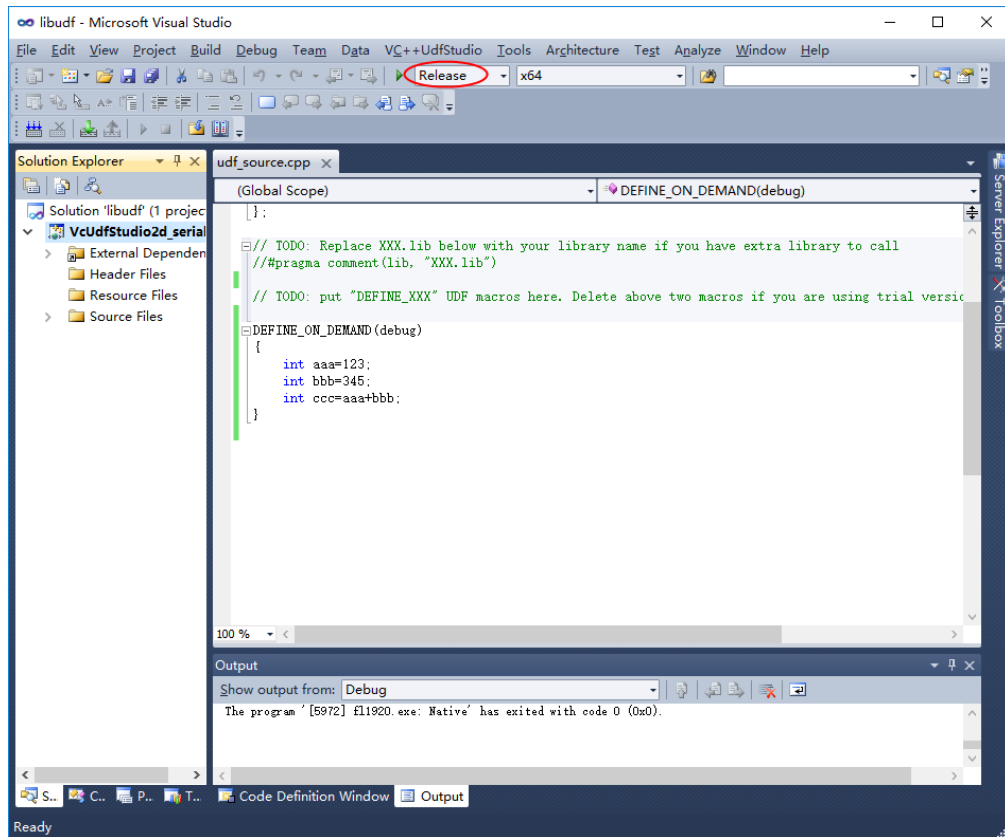 libudf - Microsoft Visual Studio
File Edit View Project Build Debug Team Data VC++UdfStudio Tools Architecture Test Analyze Window Help
Release x64
Solution Explorer
udf_source.cpp
(Global Scope) DEFINE_ON_DEMAND(debug)
Solution 'libudf' (1 projec
VcUdfStudio2d_serial
External Dependen
Header Files
Resource Files
Source Files
};
// TODO: Replace XXX.lib below with your library name if you have extra library to call
//#pragma comment(lib, "XXX.lib")
// TODO: put "DEFINE_XXX" UDF macros here. Delete above two macros if you are using trial versic
DEFINE_ON_DEMAND(debug)
{
int aaa=123;
int bbb=345;
int ccc=aaa+bbb;
}
Server Explorer
Toolbox
100 %
Output
Show output from: Debug
The program '[5972] fl1920.exe: Native' has exited with code 0 (0x0).
S... C... P... T... Code Definition Window Output
Ready